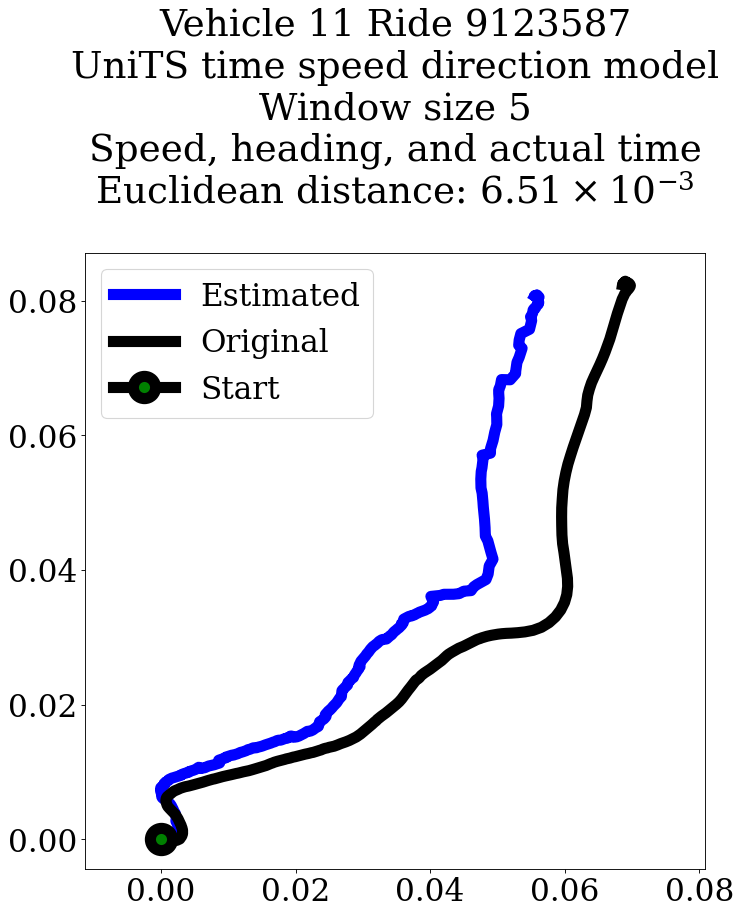 Vehicle 11 Ride 9123587
UniTS time speed direction model
Window size 5
Speed, heading, and actual time
Euclidean distance: 6.51 × 10⁻³
Estimated
Original
Start
0.08
0.06
0.04
0.02
0.00
0.00 0.02 0.04 0.06 0.08